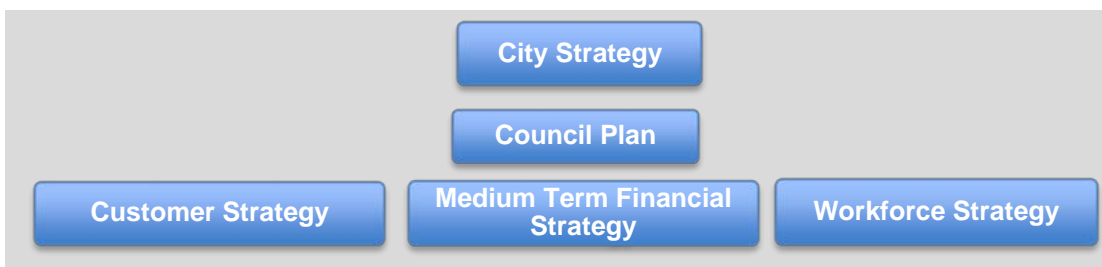 City Strategy
Council Plan
Customer Strategy
Medium Term Financial
Strategy
Workforce Strategy